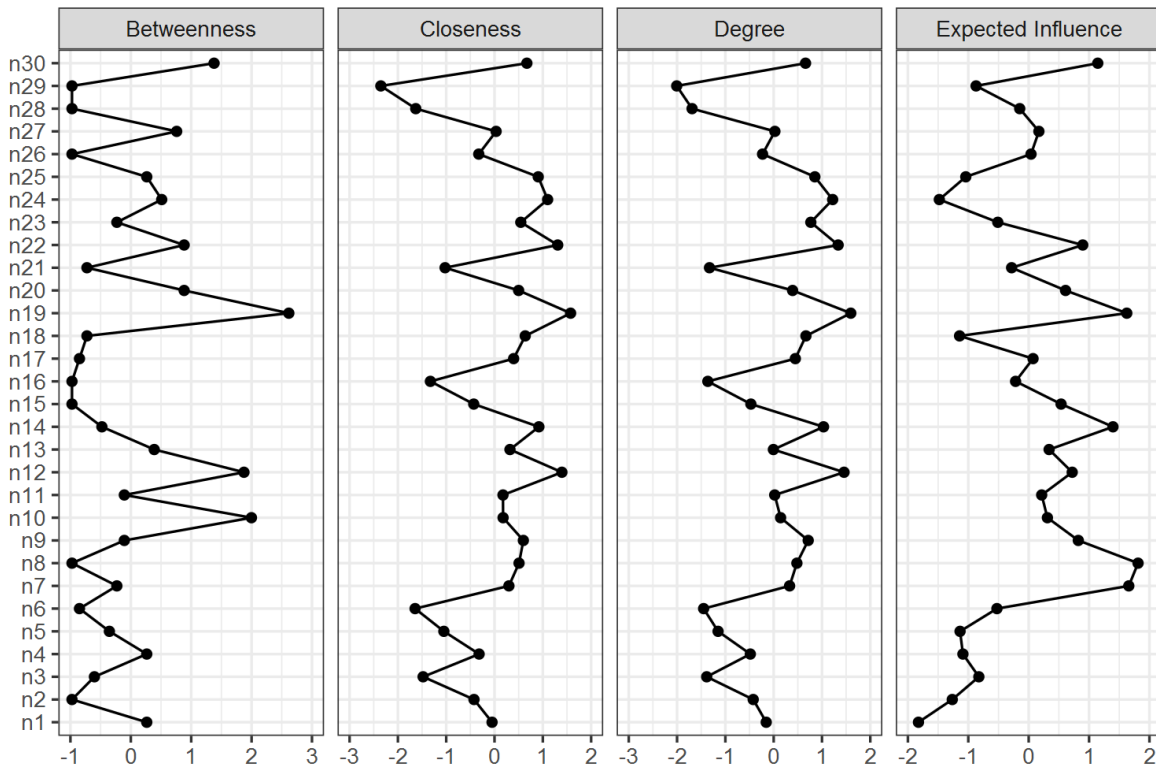 Betweenness Closeness Degree Expected Influence
n30
n29
n28
n27
n26
n25
n24
n23
n22
n21
n20
n19
n18
n17
n16
n15
n14
n13
n12
n11
n10
n9
n8
n7
n6
n5
n4
n3
n2
n1
-1 0 1 2 3 -3 -2 -1 0 1 2 -3 -2 -1 0 1 2 -2 -1 0 1 2